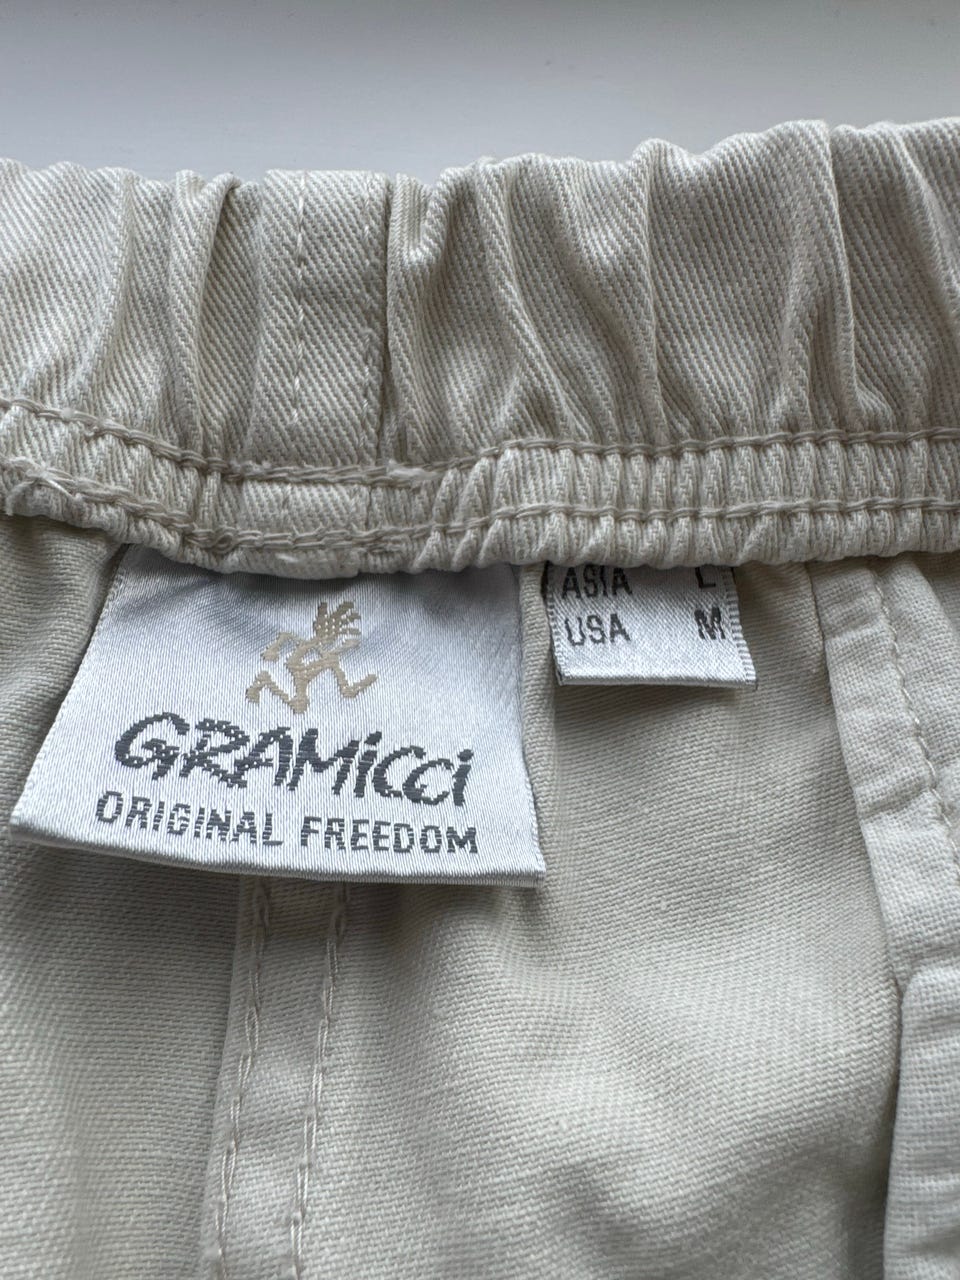 GRAMicci
ORIGINAL FREEDOM
ASIA L
USA M